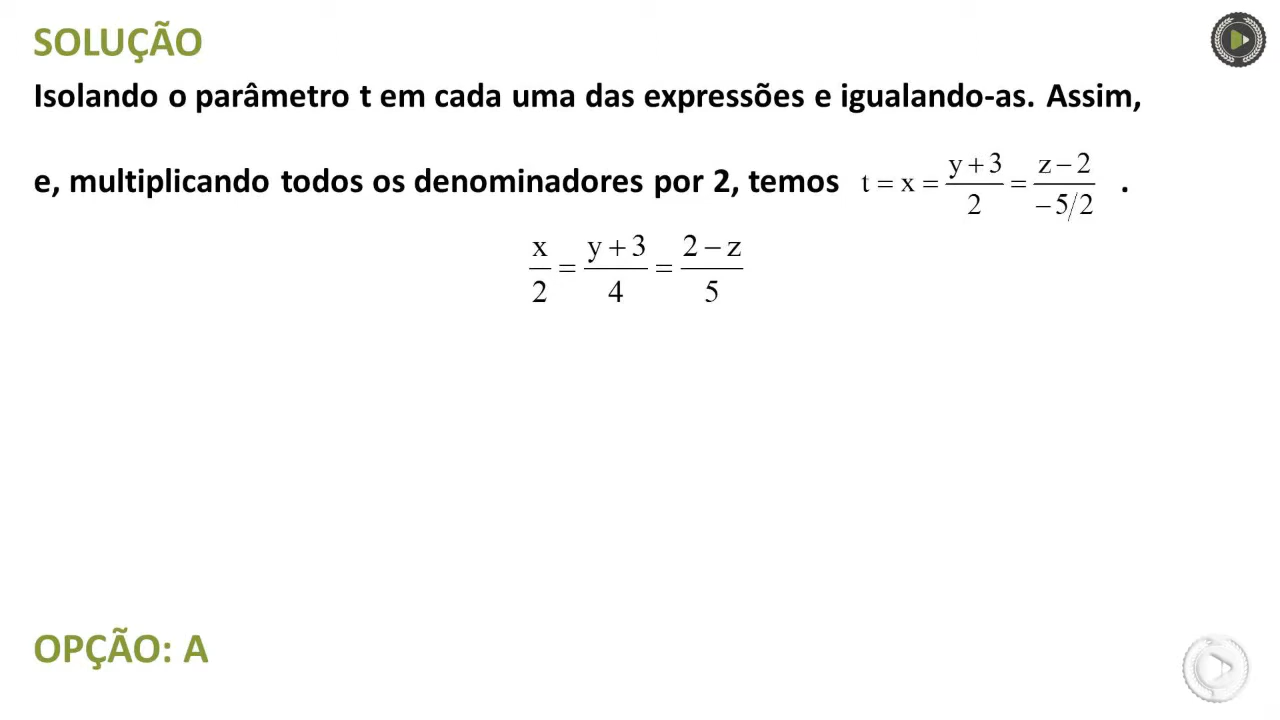 SOLUÇÃO
Isolando o parâmetro t em cada uma das expressões e igualando-as. Assim,
e, multiplicando todos os denominadores por 2, temos t = x = (y + 3)/2 = (z − 2)/(−5/2) .
x/2 = (y + 3)/4 = (2 − z)/5
OPÇÃO: A